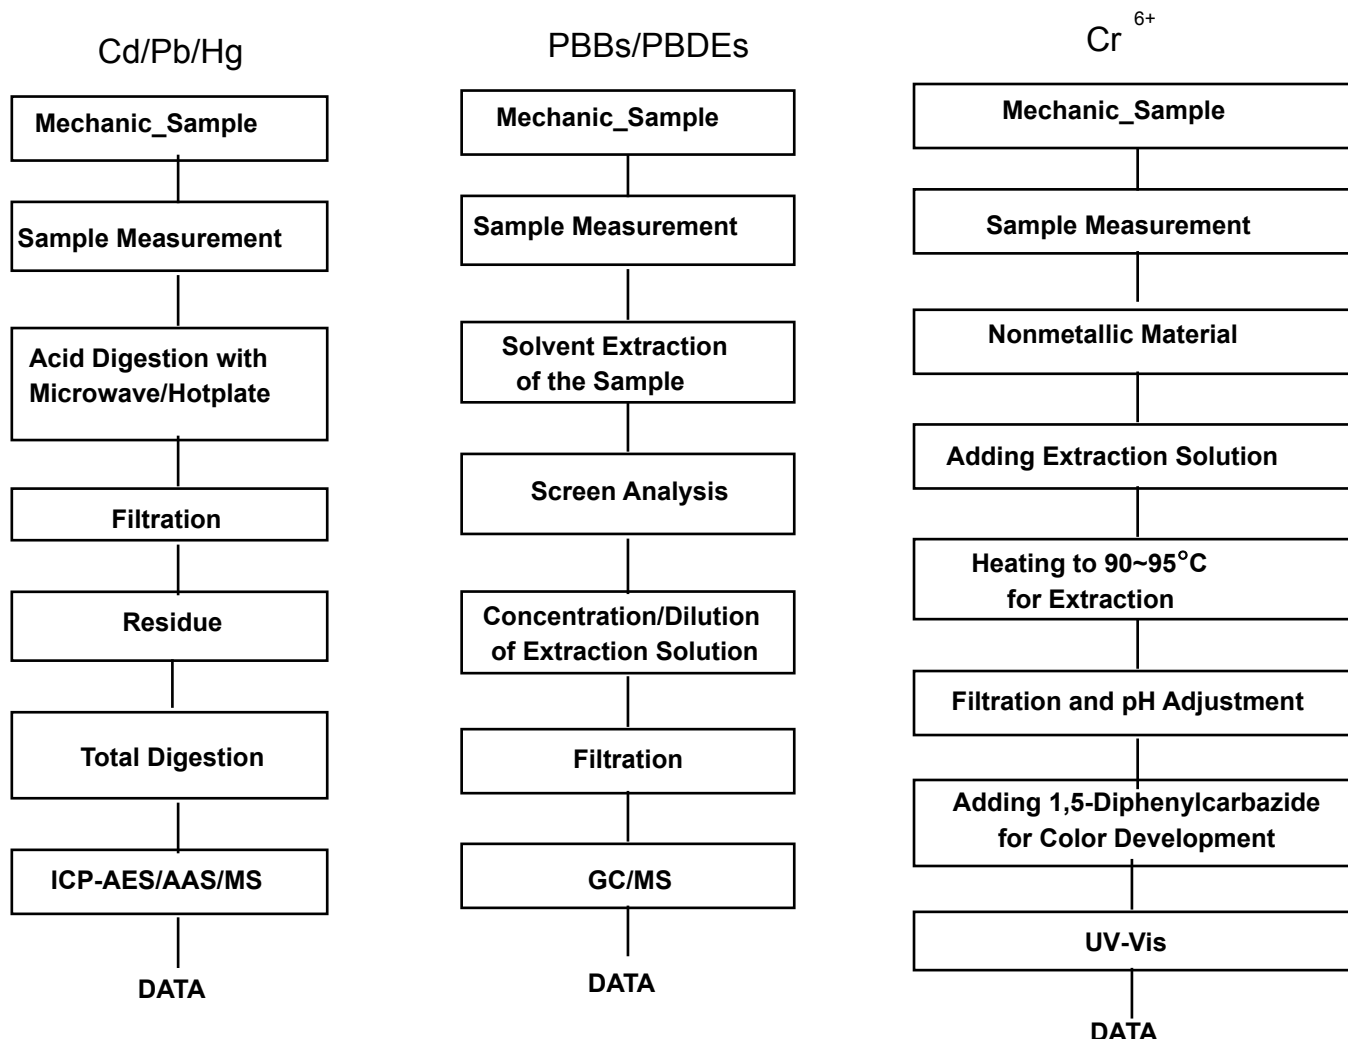 Cd/Pb/Hg
Mechanic_Sample
Sample Measurement
Acid Digestion with
Microwave/Hotplate
Filtration
Residue
Total Digestion
ICP-AES/AAS/MS
DATA
PBBs/PBDEs
Mechanic_Sample
Sample Measurement
Solvent Extraction
of the Sample
Screen Analysis
Concentration/Dilution
of Extraction Solution
Filtration
GC/MS
DATA
Cr 6+
Mechanic_Sample
Sample Measurement
Nonmetallic Material
Adding Extraction Solution
Heating to 90~95°C
for Extraction
Filtration and pH Adjustment
Adding 1,5-Diphenylcarbazide
for Color Development
UV-Vis
DATA